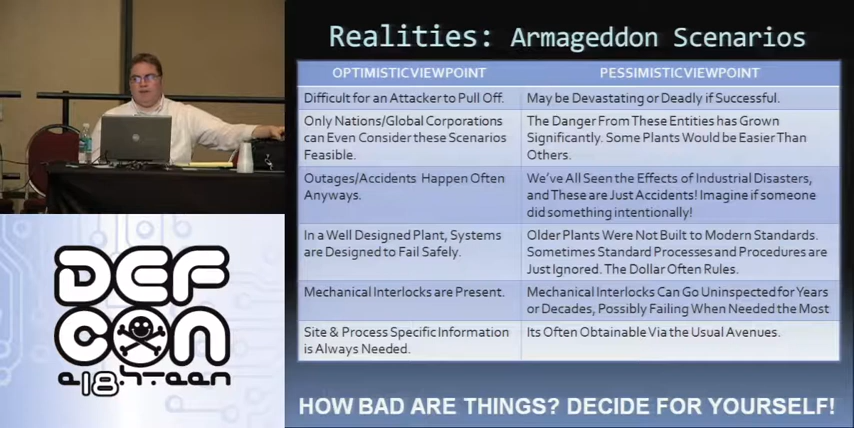 Realities: Armageddon Scenarios
OPTIMISTIC VIEWPOINT
PESSIMISTIC VIEWPOINT
Difficult for an Attacker to Pull Off.
May be Devastating or Deadly if Successful.
Only Nations/Global Corporations
can Even Consider these Scenarios
Feasible.
The Danger From These Entities has Grown
Significantly. Some Plants Would be Easier Than
Others.
Outages/Accidents Happen Often
Anyways.
We've All Seen the Effects of Industrial Disasters,
and These are Just Accidents! Imagine if someone
did something intentionally!
In a Well Designed Plant, Systems
are Designed to Fail Safely.
Older Plants Were Not Built to Modern Standards.
Sometimes Standard Processes and Procedures are
Just Ignored. The Dollar Often Rules.
Mechanical Interlocks are Present.
Mechanical Interlocks Can Go Uninspected for Years
or Decades, Possibly Failing When Needed the Most
Site & Process Specific Information
is Always Needed.
Its Often Obtainable Via the Usual Avenues.
HOW BAD ARE THINGS? DECIDE FOR YOURSELF!
DEF
CON
e18hteen